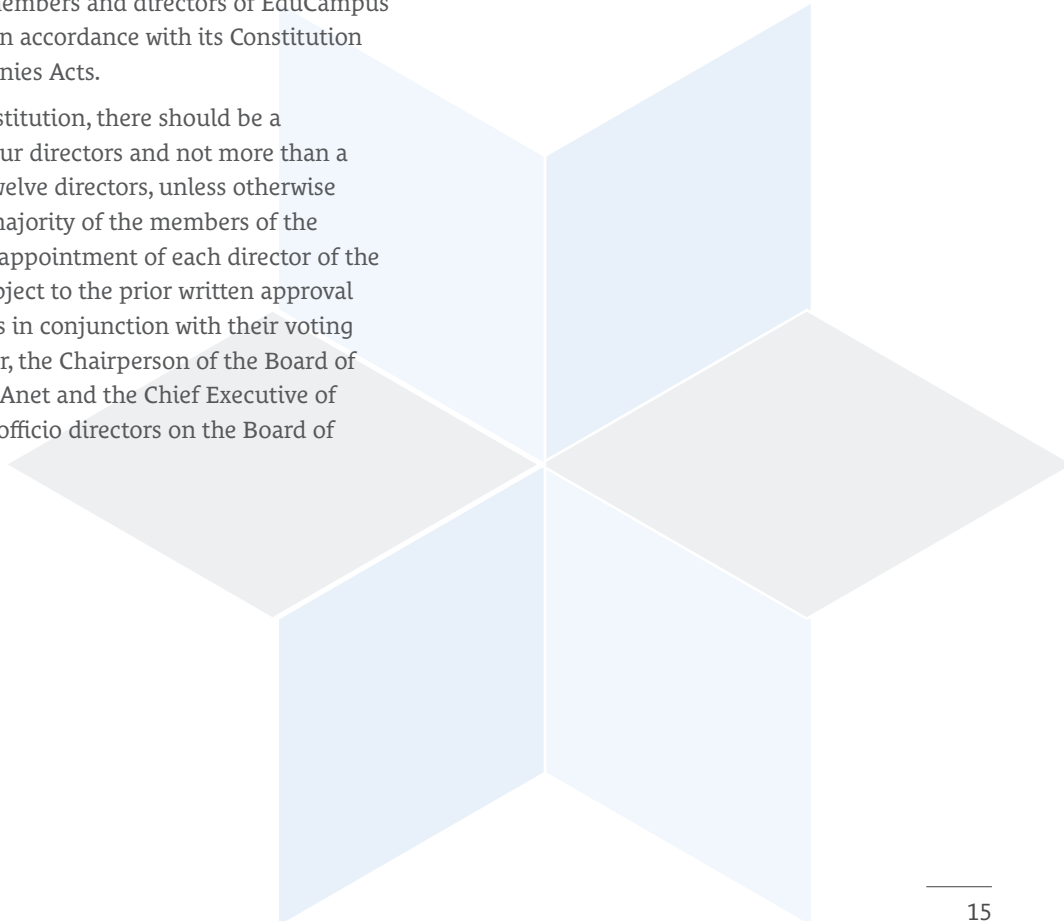 members and directors of EduCampus
n accordance with its Constitution
nies Acts.
stitution, there should be a
ur directors and not more than a
welve directors, unless otherwise
najority of the members of the
appointment of each director of the
bject to the prior written approval
s in conjunction with their voting
r, the Chairperson of the Board of
Anet and the Chief Executive of
officio directors on the Board of
15